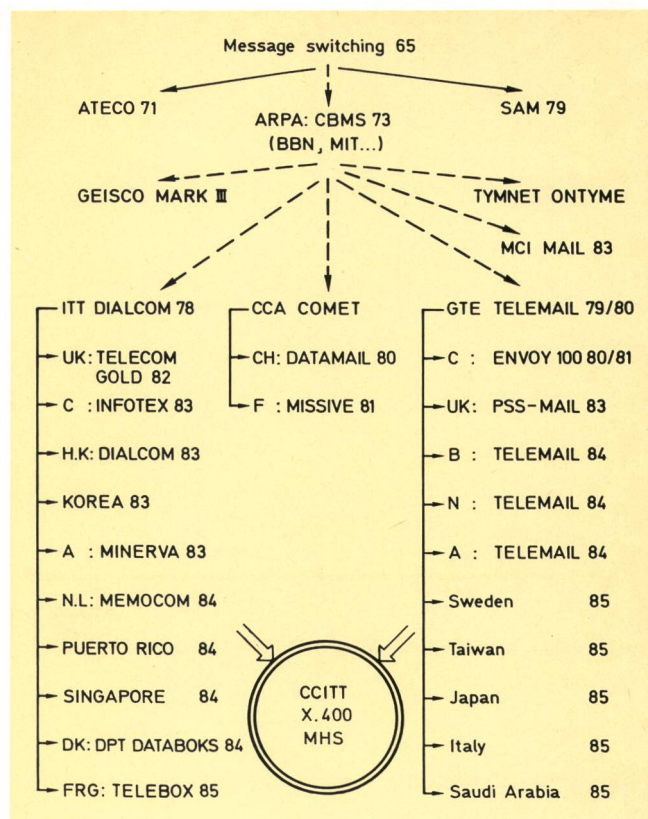 Message switching 65
ATECO 71
SAM 79
ARPA: CBMS 73
(BBN, MIT...)
GEISCO MARK III
TYMNET ONTYME
MCI MAIL 83
ITT DIALCOM 78
UK: TELECOM
GOLD 82
C : INFOTEX 83
H.K: DIALCOM 83
KOREA 83
A : MINERVA 83
N.L: MEMOCOM 84
PUERTO RICO 84
SINGAPORE 84
DK: DPT DATABOKS 84
FRG: TELEBOX 85
CCA COMET
CH: DATAMAIL 80
F : MISSIVE 81
CCITT
X.400
MHS
GTE TELEMAIL 79/80
C : ENVOY 100 80/81
UK: PSS-MAIL 83
B : TELEMAIL 84
N : TELEMAIL 84
A : TELEMAIL 84
Sweden 85
Taiwan 85
Japan 85
Italy 85
Saudi Arabia 85